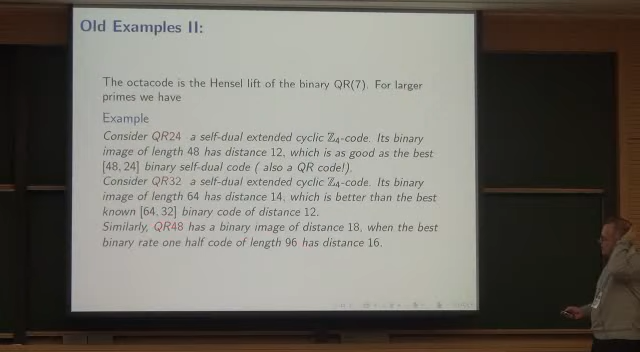 Old Examples II:
The octacode is the Hensel lift of the binary QR(7). For larger
primes we have
Example
Consider QR24 a self-dual extended cyclic ℤ₄-code. Its binary
image of length 48 has distance 12, which is as good as the best
[48, 24] binary self-dual code ( also a QR code!).
Consider QR32 a self-dual extended cyclic ℤ₄-code. Its binary
image of length 64 has distance 14, which is better than the best
known [64, 32] binary code of distance 12.
Similarly, QR48 has a binary image of distance 18, when the best
binary rate one half code of length 96 has distance 16.